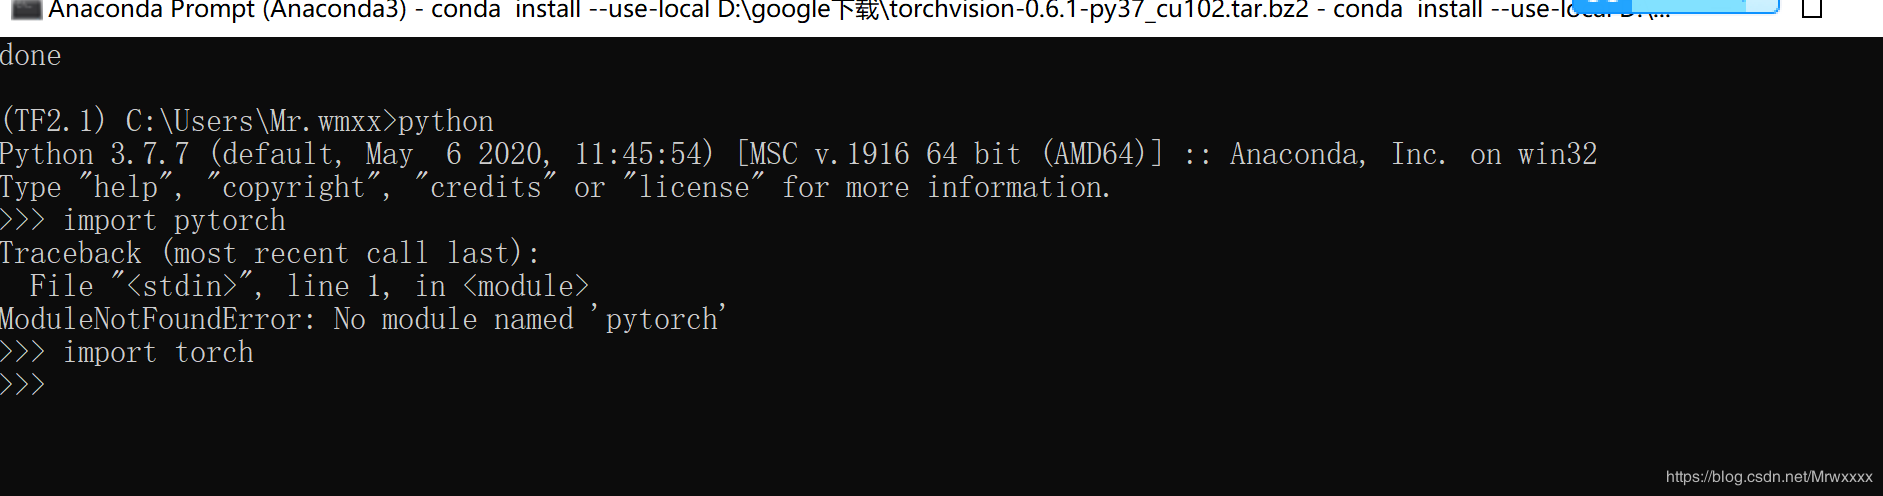 Anaconda Prompt (Anaconda3) - conda  install --use-local D:\google下载\torchvision-0.6.1-py37_cu102.tar.bz2 - conda  install --use-local D:\...
done
(TF2.1) C:\Users\Mr.wmxx>python
Python 3.7.7 (default, May  6 2020, 11:45:54) [MSC v.1916 64 bit (AMD64)] :: Anaconda, Inc. on win32
Type "help", "copyright", "credits" or "license" for more information.
>>> import pytorch
Traceback (most recent call last):
  File "<stdin>", line 1, in <module>
ModuleNotFoundError: No module named 'pytorch'
>>> import torch
>>>
https://blog.csdn.net/Mrwxxxx